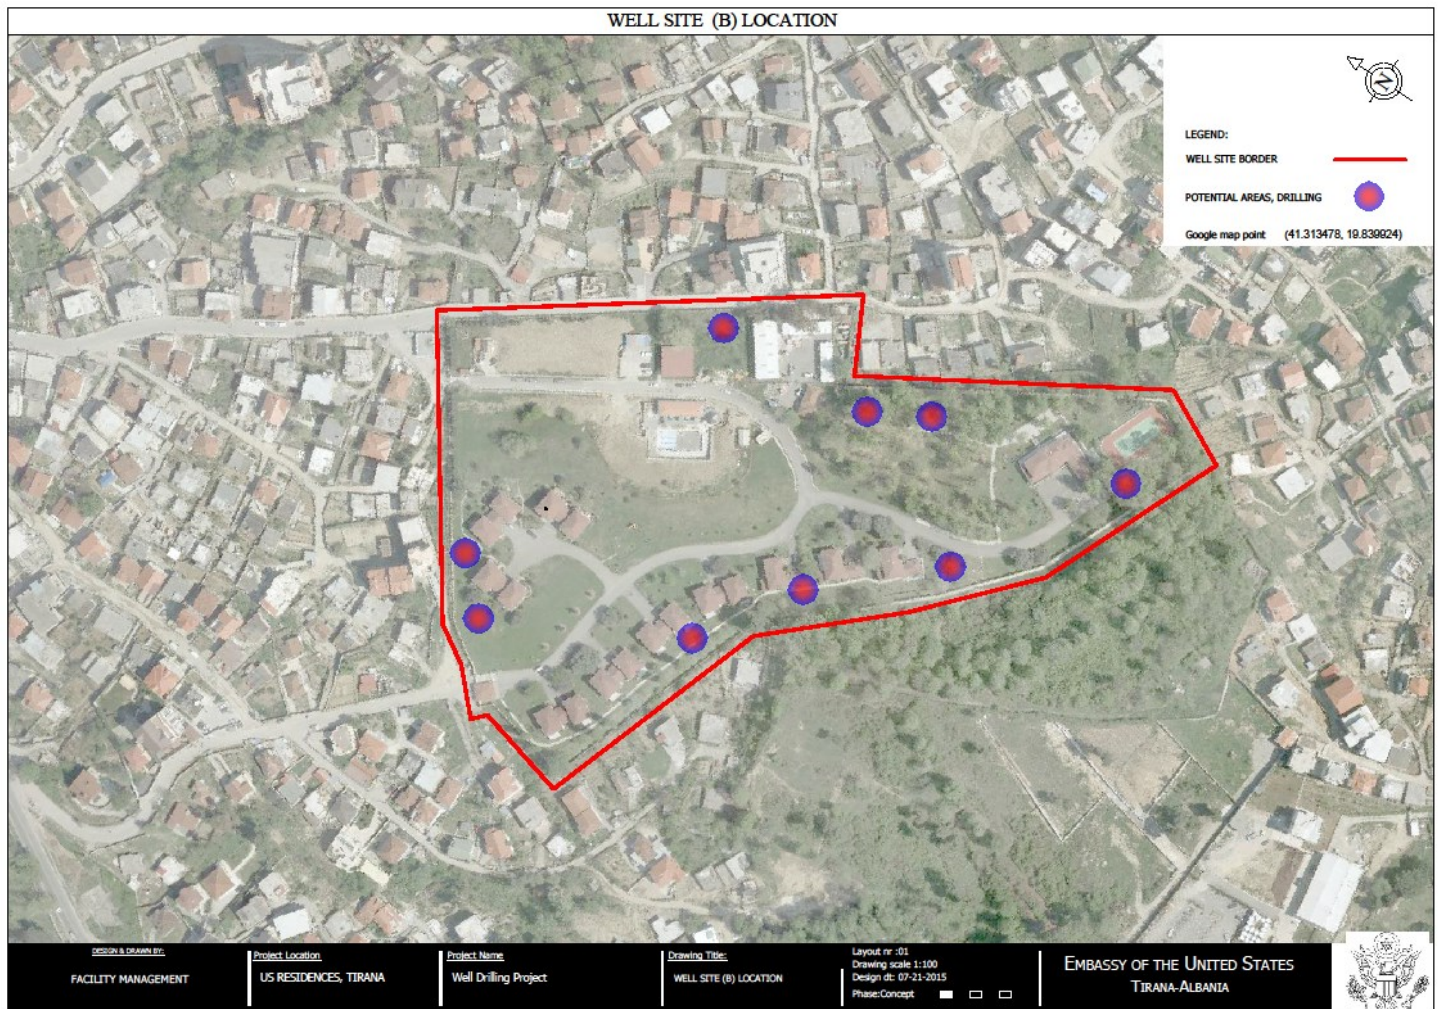 WELL SITE (B) LOCATION
N
LEGEND:
WELL SITE BORDER
POTENTIAL AREAS, DRILLING
Google map point (41.313478, 19.839924)
DESIGN & DRAWN BY:
FACILITY MANAGEMENT
Project Location
US RESIDENCES, TIRANA
Project Name
Well Drilling Project
Drawing Title:
WELL SITE (B) LOCATION
Layout nr :01
Drawing scale 1:100
Design dt: 07-21-2015
Phase:Concept
EMBASSY OF THE UNITED STATES
TIRANA-ALBANIA